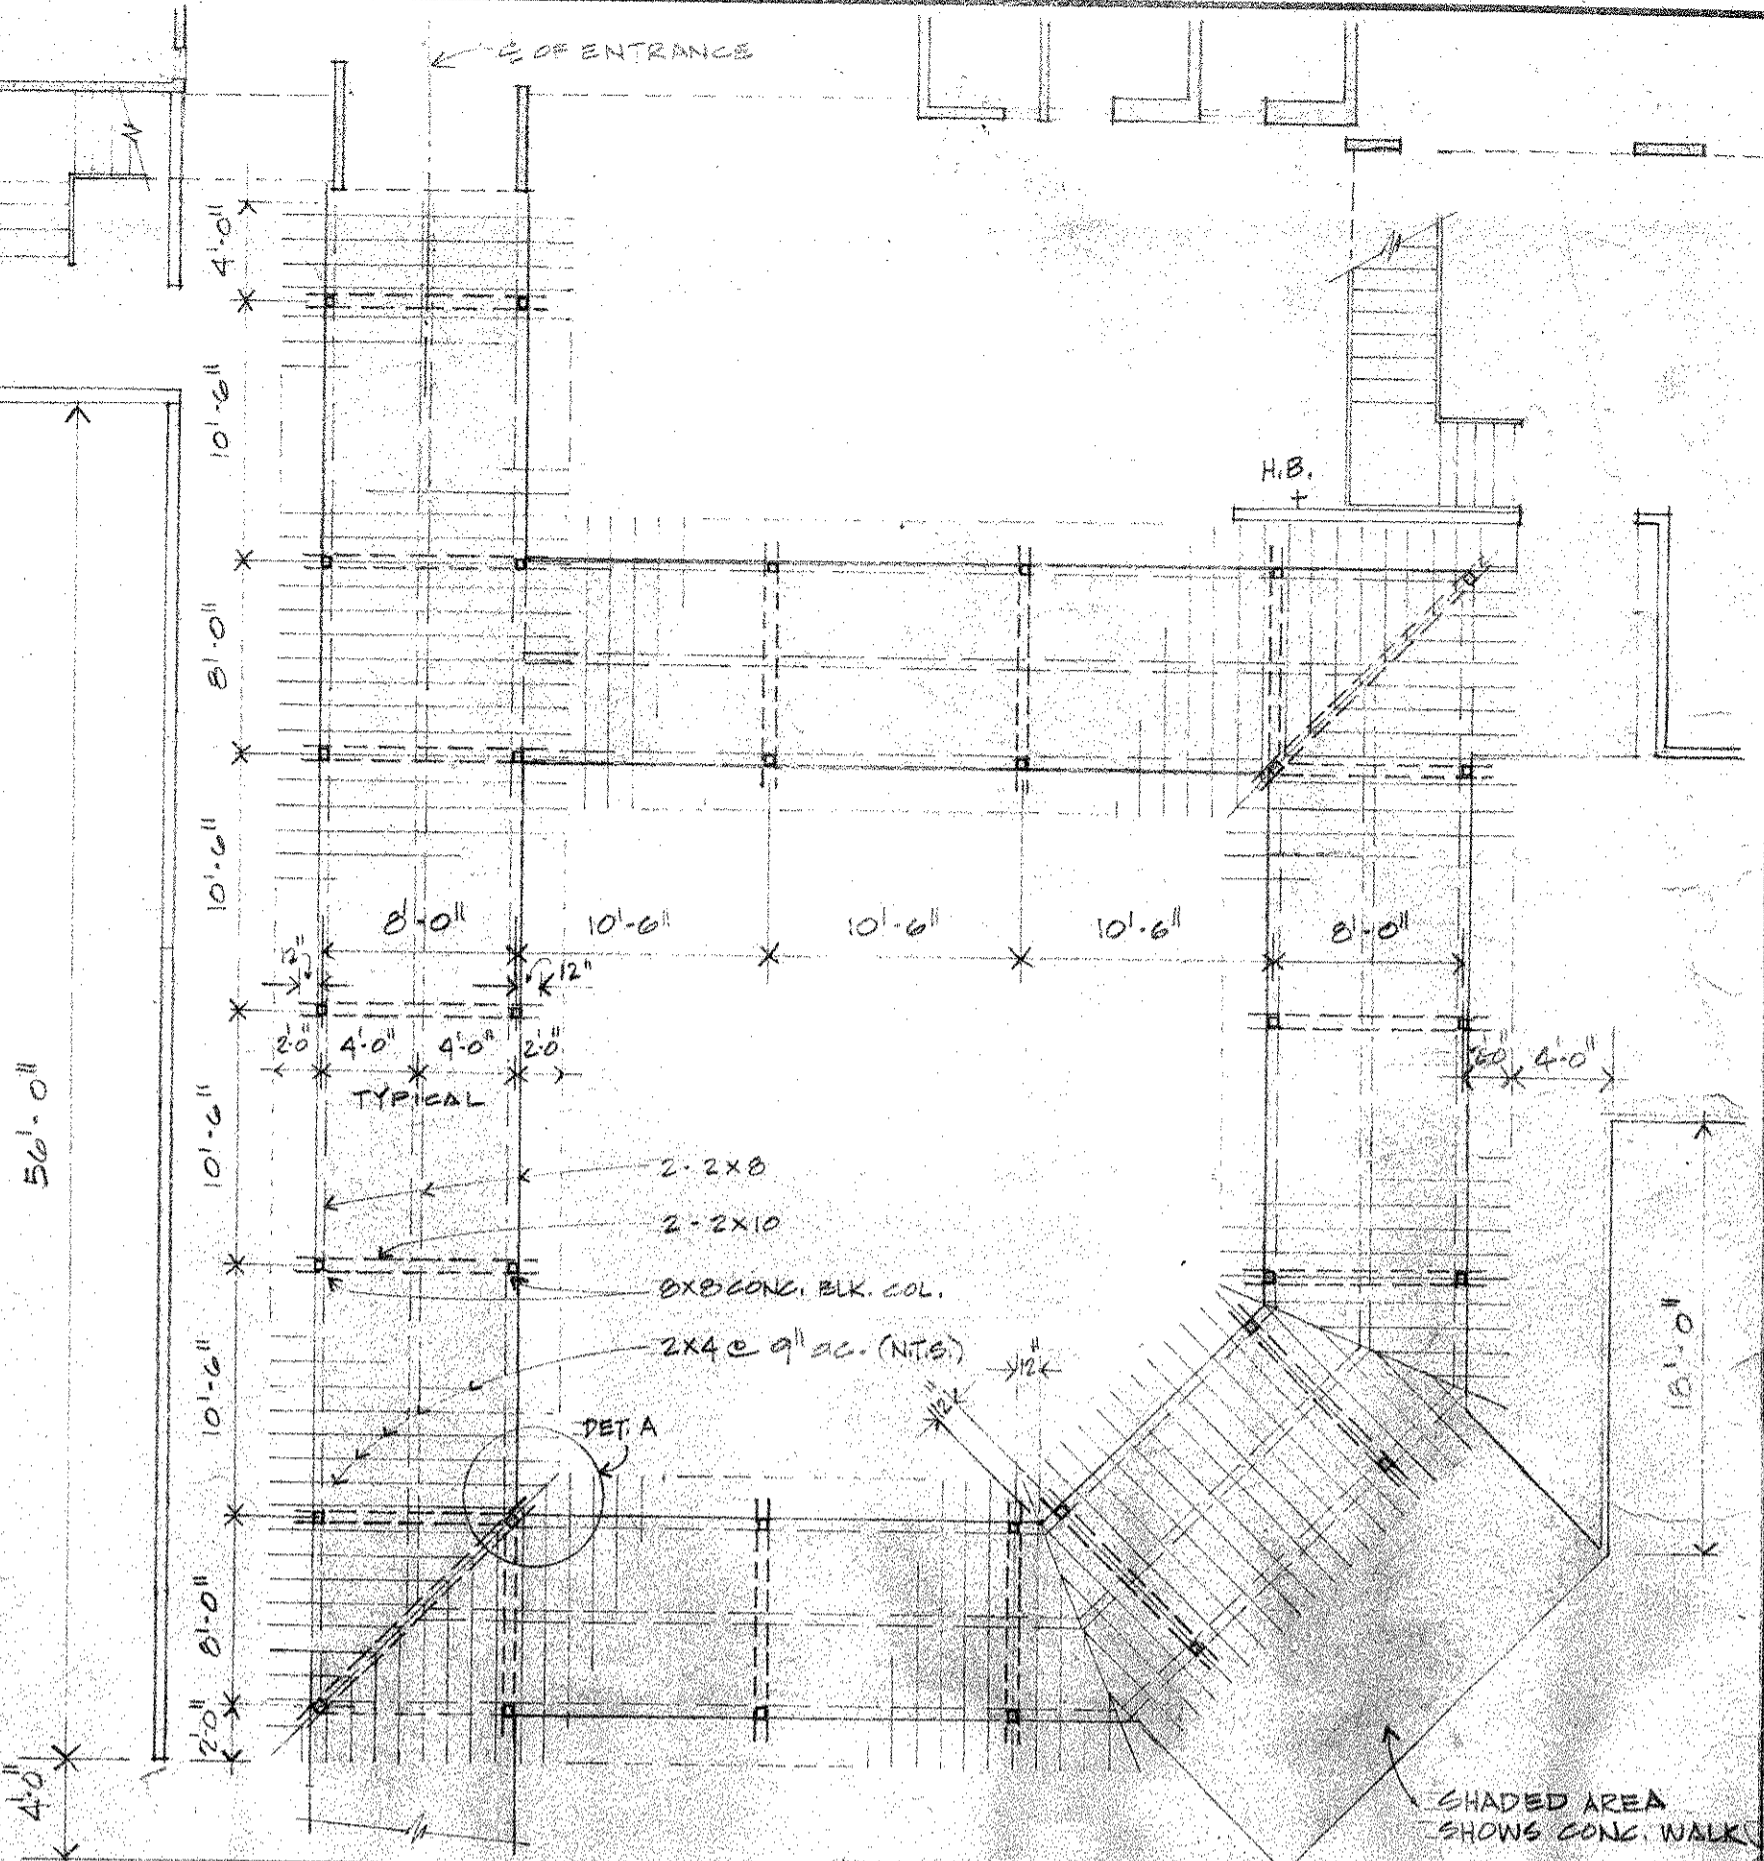 ℄ OF ENTRANCE
4'-0"
10'-6"
H.B.
8'-0"
10'-6"
8'-0"
10'-6"
10'-6"
10'-6"
8'-0"
12"
12"
2'-0"
4'-0"
4'-0"
2'-0"
TYPICAL
4'-0"
56'-0"
10'-6"
2-2X8
2-2X10
8X8 CONC. BLK. COL.
2X4 @ 9" O.C. (N.T.S.)
12"
12"
18'-0"
10'-6"
DET. A
8'-0"
2'-0"
4'-0"
SHADED AREA
SHOWS CONC. WALK